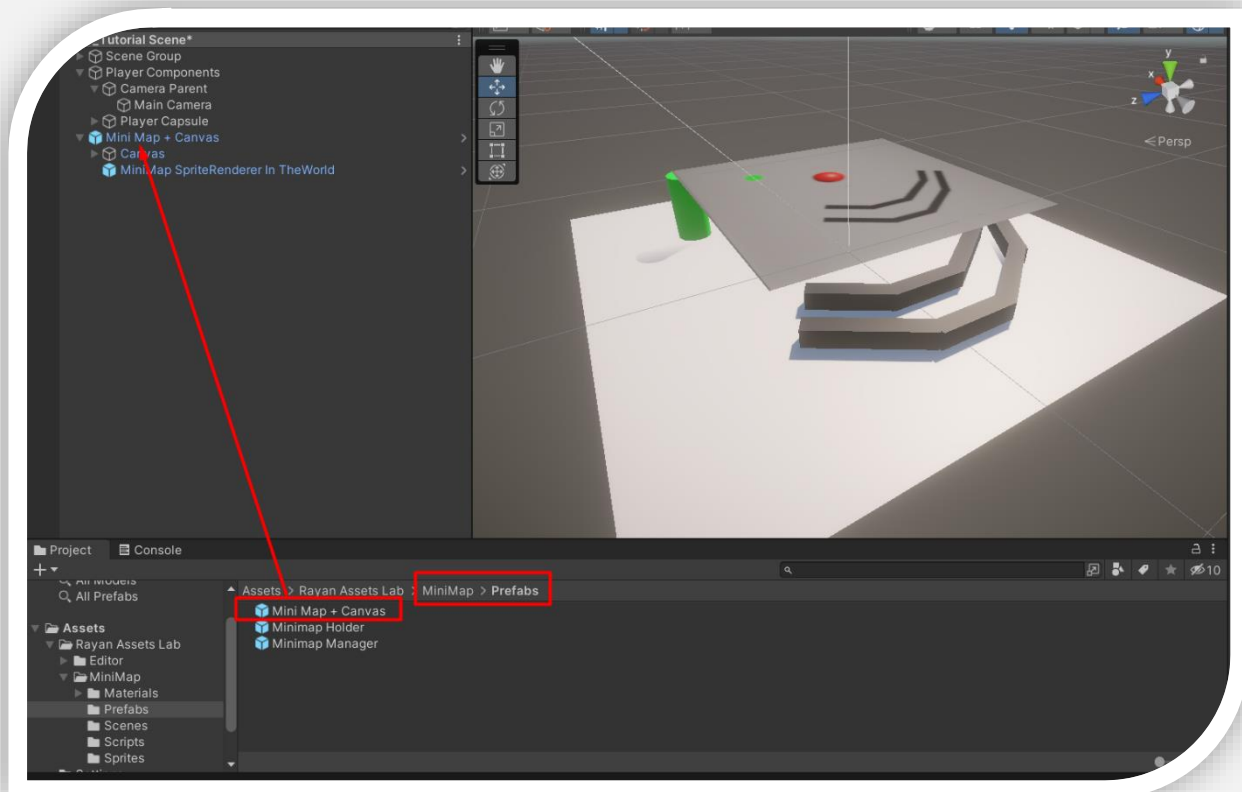 Tutorial Scene*
Scene Group
Player Components
Camera Parent
Main Camera
Player Capsule
Mini Map + Canvas
Canvas
MiniMap SpriteRenderer In TheWorld
y
x
z
<Persp
Project
Console
10
All Models
All Prefabs
Assets > Rayan Assets Lab > MiniMap > Prefabs
Mini Map + Canvas
Minimap Holder
Minimap Manager
Assets
Rayan Assets Lab
Editor
MiniMap
Materials
Prefabs
Scenes
Scripts
Sprites